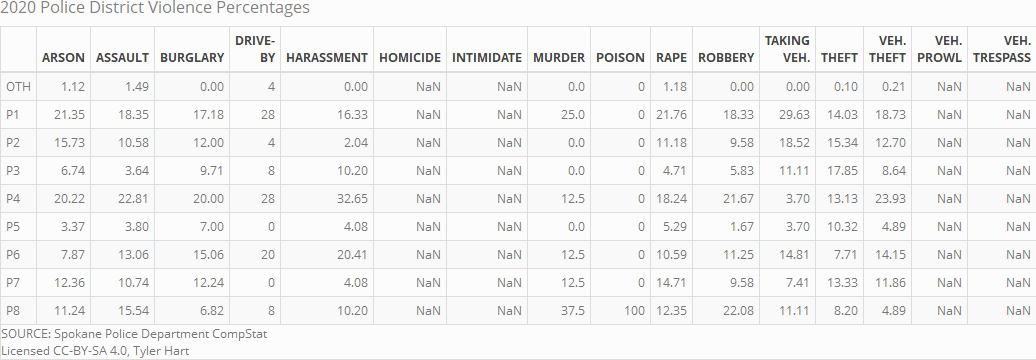 2020 Police District Violence Percentages
ARSON ASSAULT BURGLARY DRIVE-BY HARASSMENT HOMICIDE INTIMIDATE MURDER POISON RAPE ROBBERY TAKING VEH. THEFT VEH. THEFT VEH. PROWL VEH. TRESPASS
OTH 1.12 1.49 0.00 4 0.00 NaN NaN 0.0 0 1.18 0.00 0.00 0.10 0.21 NaN NaN
P1 21.35 18.35 17.18 28 16.33 NaN NaN 25.0 0 21.76 18.33 29.63 14.03 18.73 NaN NaN
P2 15.73 10.58 12.00 4 2.04 NaN NaN 0.0 0 11.18 9.58 18.52 15.34 12.70 NaN NaN
P3 6.74 3.64 9.71 8 10.20 NaN NaN 0.0 0 4.71 5.83 11.11 17.85 8.64 NaN NaN
P4 20.22 22.81 20.00 28 32.65 NaN NaN 12.5 0 18.24 21.67 3.70 13.13 23.93 NaN NaN
P5 3.37 3.80 7.00 0 4.08 NaN NaN 0.0 0 5.29 1.67 3.70 10.32 4.89 NaN NaN
P6 7.87 13.06 15.06 20 20.41 NaN NaN 12.5 0 10.59 11.25 14.81 7.71 14.15 NaN NaN
P7 12.36 10.74 12.24 0 4.08 NaN NaN 12.5 0 14.71 9.58 7.41 13.33 11.86 NaN NaN
P8 11.24 15.54 6.82 8 10.20 NaN NaN 37.5 100 12.35 22.08 11.11 8.20 4.89 NaN NaN
SOURCE: Spokane Police Department CompStat
Licensed CC-BY-SA 4.0, Tyler Hart